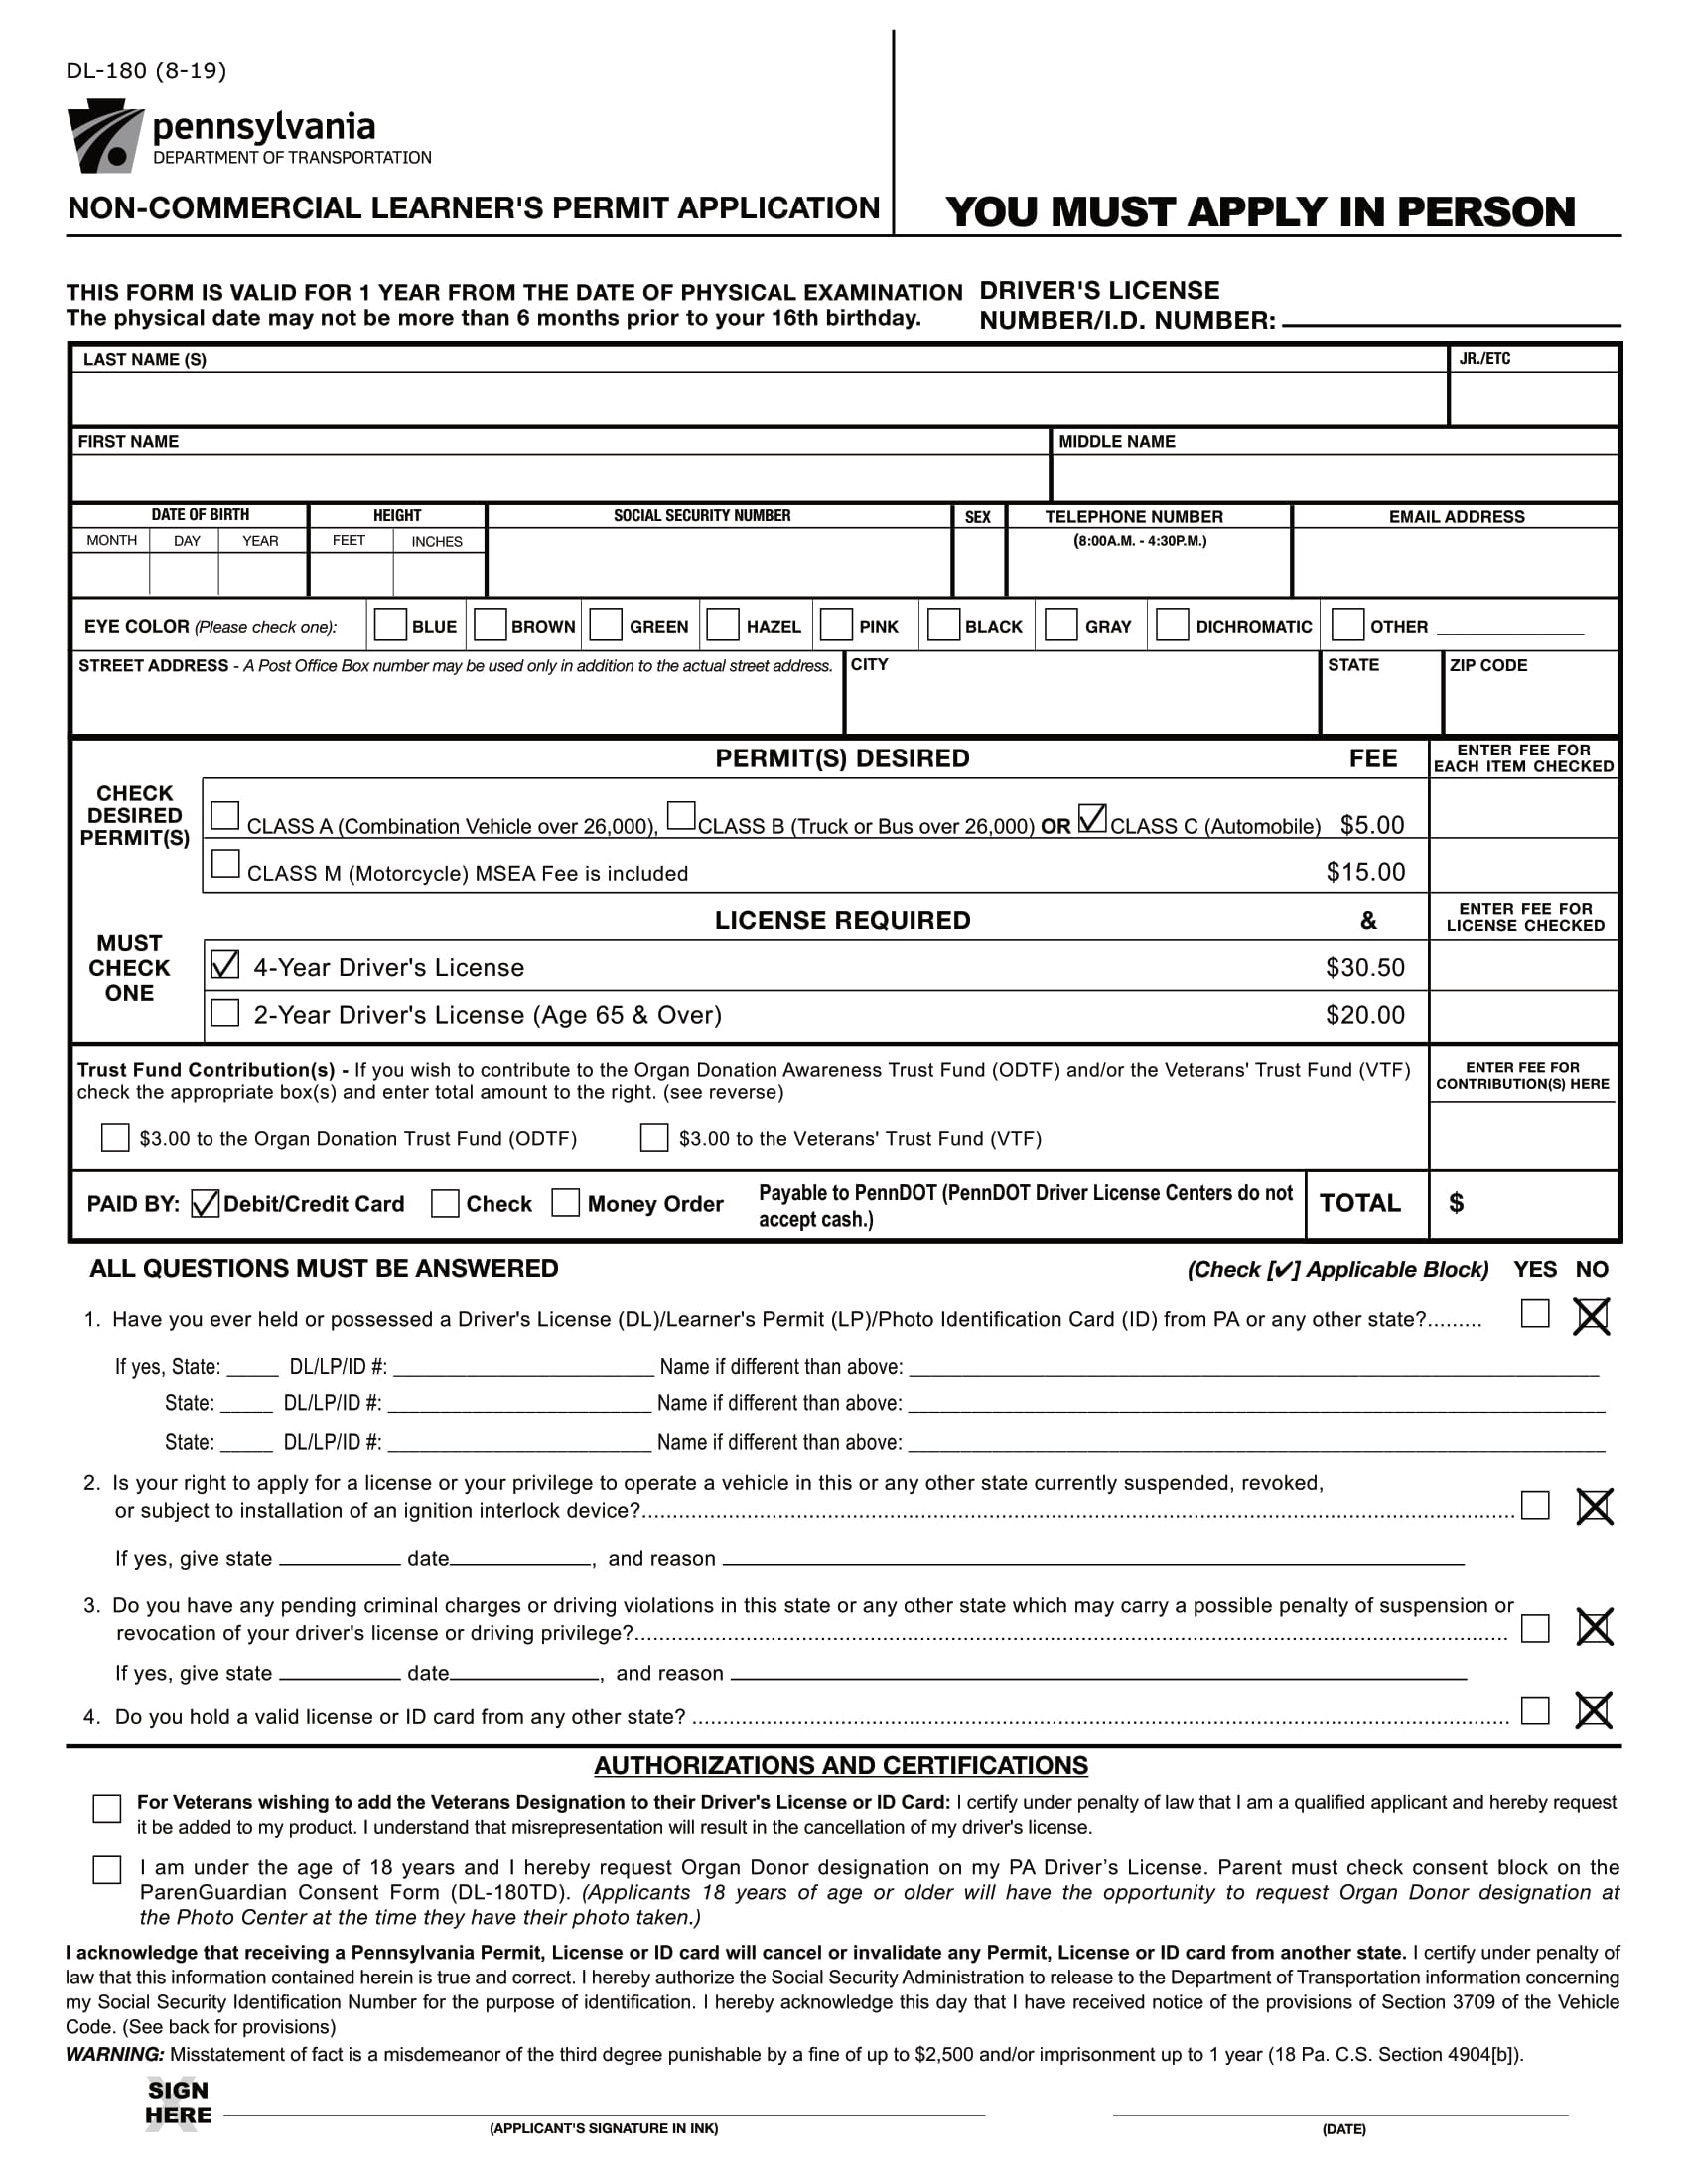 DL-180 (8-19)
pennsylvania
DEPARTMENT OF TRANSPORTATION
NON-COMMERCIAL LEARNER'S PERMIT APPLICATION
YOU MUST APPLY IN PERSON
THIS FORM IS VALID FOR 1 YEAR FROM THE DATE OF PHYSICAL EXAMINATION
The physical date may not be more than 6 months prior to your 16th birthday.
DRIVER'S LICENSE
NUMBER/I.D. NUMBER:
LAST NAME (S) JR./ETC
FIRST NAME MIDDLE NAME
DATE OF BIRTH HEIGHT SOCIAL SECURITY NUMBER SEX TELEPHONE NUMBER EMAIL ADDRESS
MONTH DAY YEAR FEET INCHES (8:00A.M. - 4:30P.M.)
EYE COLOR (Please check one): BLUE BROWN GREEN HAZEL PINK BLACK GRAY DICHROMATIC OTHER ______________
STREET ADDRESS - A Post Office Box number may be used only in addition to the actual street address. CITY STATE ZIP CODE
PERMIT(S) DESIRED FEE
ENTER FEE FOR
EACH ITEM CHECKED
CHECK
DESIRED
PERMIT(S)
CLASS A (Combination Vehicle over 26,000), CLASS B (Truck or Bus over 26,000) OR CLASS C (Automobile) $5.00
CLASS M (Motorcycle) MSEA Fee is included $15.00
LICENSE REQUIRED &
ENTER FEE FOR
LICENSE CHECKED
MUST
CHECK
ONE
4-Year Driver's License $30.50
2-Year Driver's License (Age 65 & Over) $20.00
Trust Fund Contribution(s) - If you wish to contribute to the Organ Donation Awareness Trust Fund (ODTF) and/or the Veterans' Trust Fund (VTF)
check the appropriate box(s) and enter total amount to the right. (see reverse)
ENTER FEE FOR
CONTRIBUTION(S) HERE
$3.00 to the Organ Donation Trust Fund (ODTF) $3.00 to the Veterans' Trust Fund (VTF)
PAID BY: Debit/Credit Card Check Money Order
Payable to PennDOT (PennDOT Driver License Centers do not
accept cash.)
TOTAL $
ALL QUESTIONS MUST BE ANSWERED (Check [✔] Applicable Block) YES NO
1. Have you ever held or possessed a Driver's License (DL)/Learner's Permit (LP)/Photo Identification Card (ID) from PA or any other state?.........
If yes, State: _____ DL/LP/ID #: _________________________ Name if different than above: _________________________
State: _____ DL/LP/ID #: _________________________ Name if different than above: _________________________
State: _____ DL/LP/ID #: _________________________ Name if different than above: _________________________
2. Is your right to apply for a license or your privilege to operate a vehicle in this or any other state currently suspended, revoked,
or subject to installation of an ignition interlock device?..........
If yes, give state __________ date____________, and reason ____________________
3. Do you have any pending criminal charges or driving violations in this state or any other state which may carry a possible penalty of suspension or
revocation of your driver's license or driving privilege?..........
If yes, give state __________ date____________, and reason ____________________
4. Do you hold a valid license or ID card from any other state? ..........
AUTHORIZATIONS AND CERTIFICATIONS
For Veterans wishing to add the Veterans Designation to their Driver's License or ID Card: I certify under penalty of law that I am a qualified applicant and hereby request
it be added to my product. I understand that misrepresentation will result in the cancellation of my driver's license.
I am under the age of 18 years and I hereby request Organ Donor designation on my PA Driver's License. Parent must check consent block on the
ParenGuardian Consent Form (DL-180TD). (Applicants 18 years of age or older will have the opportunity to request Organ Donor designation at
the Photo Center at the time they have their photo taken.)
I acknowledge that receiving a Pennsylvania Permit, License or ID card will cancel or invalidate any Permit, License or ID card from another state. I certify under penalty of
law that this information contained herein is true and correct. I hereby authorize the Social Security Administration to release to the Department of Transportation information concerning
my Social Security Identification Number for the purpose of identification. I hereby acknowledge this day that I have received notice of the provisions of Section 3709 of the Vehicle
Code. (See back for provisions)
WARNING: Misstatement of fact is a misdemeanor of the third degree punishable by a fine of up to $2,500 and/or imprisonment up to 1 year (18 Pa. C.S. Section 4904[b]).
X
SIGN
HERE
(APPLICANT'S SIGNATURE IN INK) (DATE)